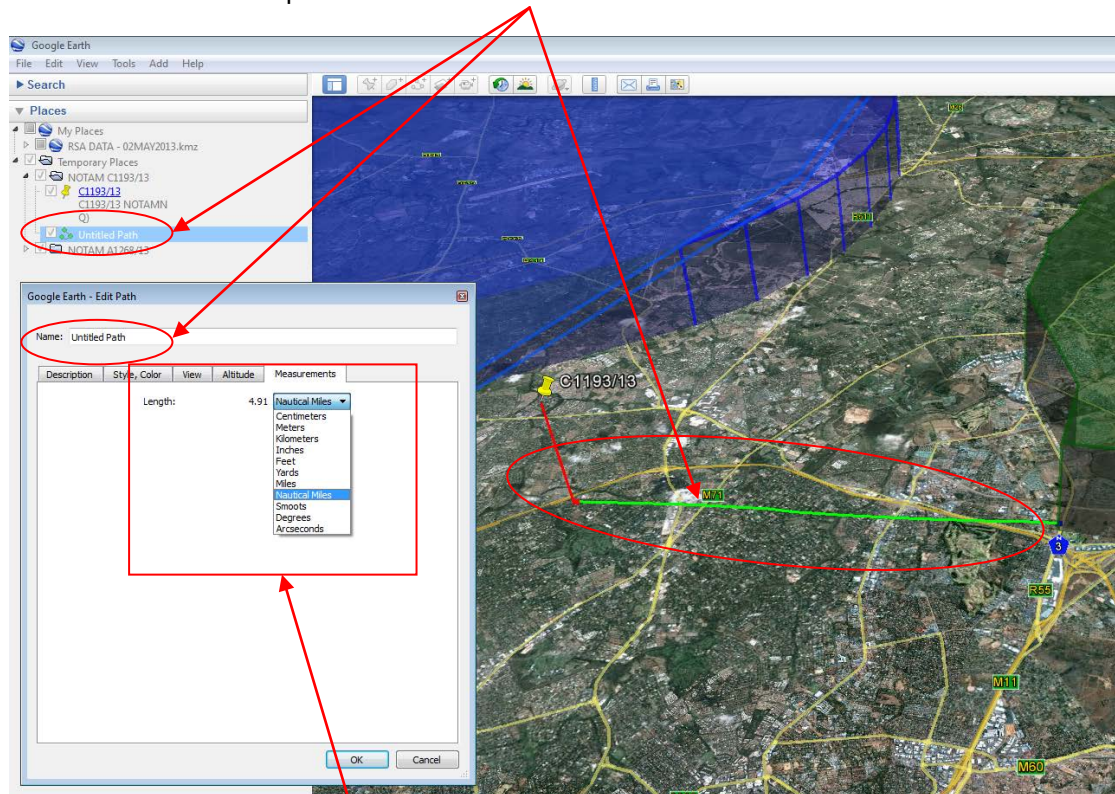 Google Earth
File Edit View Tools Add Help
Search
Places
My Places
RSA DATA - 02MAY2013.kmz
Temporary Places
NOTAM C1193/13
C1193/13
C1193/13 NOTAMN
Q)
Untitled Path
NOTAM A1268/13
Google Earth - Edit Path
Name: Untitled Path
Description Style, Color View Altitude Measurements
Length: 4.91 Nautical Miles
Centimeters
Meters
Kilometers
Inches
Feet
Yards
Miles
Nautical Miles
Smoots
Degrees
Arcseconds
OK Cancel
R511
C1193/13
M71
N
3
R55
M11
M60